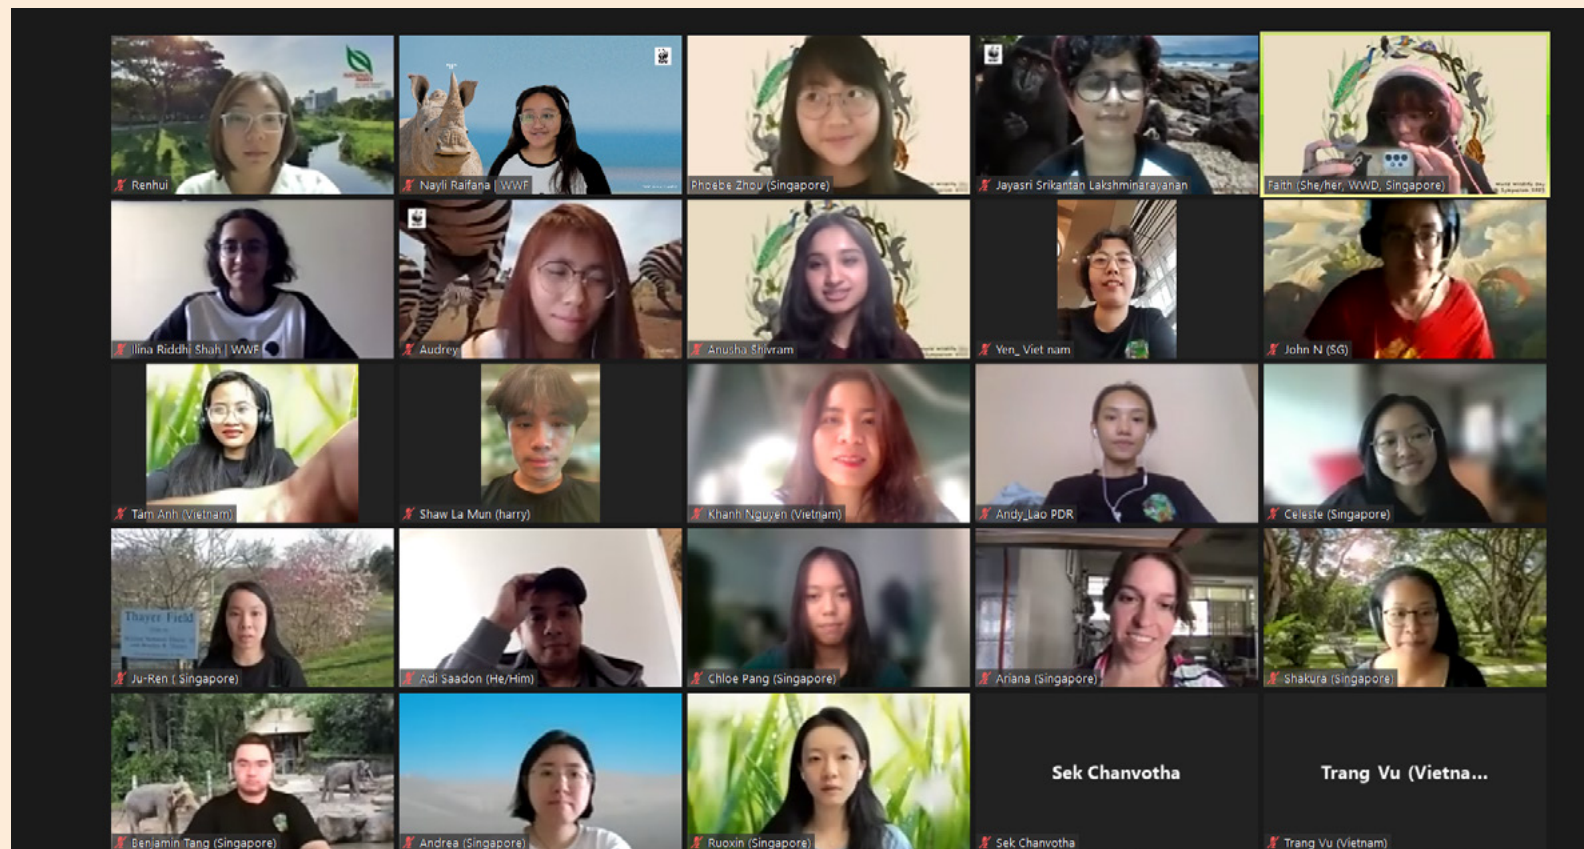 Renhui
Nayli Raifana | WWF
Phoebe Zhou (Singapore)
Jayasri Srikantan Lakshminarayanan
Faith (She/her, WWD, Singapore)
Ilina Riddhi Shah | WWF
Audrey
Anusha Shivram
Yen_ Viet nam
John N (SG)
Tâm Anh (Vietnam)
Shaw La Mun (harry)
Khanh Nguyen (Vietnam)
Andy_Lao PDR
Celeste (Singapore)
Thayer Field
Ju-Ren ( Singapore)
Adi Saadon (He/Him)
Chloe Pang (Singapore)
Ariana (Singapore)
Shakura (Singapore)
Benjamin Tang (Singapore)
Andrea (Singapore)
Ruoxin (Singapore)
Sek Chanvotha
Sek Chanvotha
Trang Vu (Vietna...
Trang Vu (Vietnam)